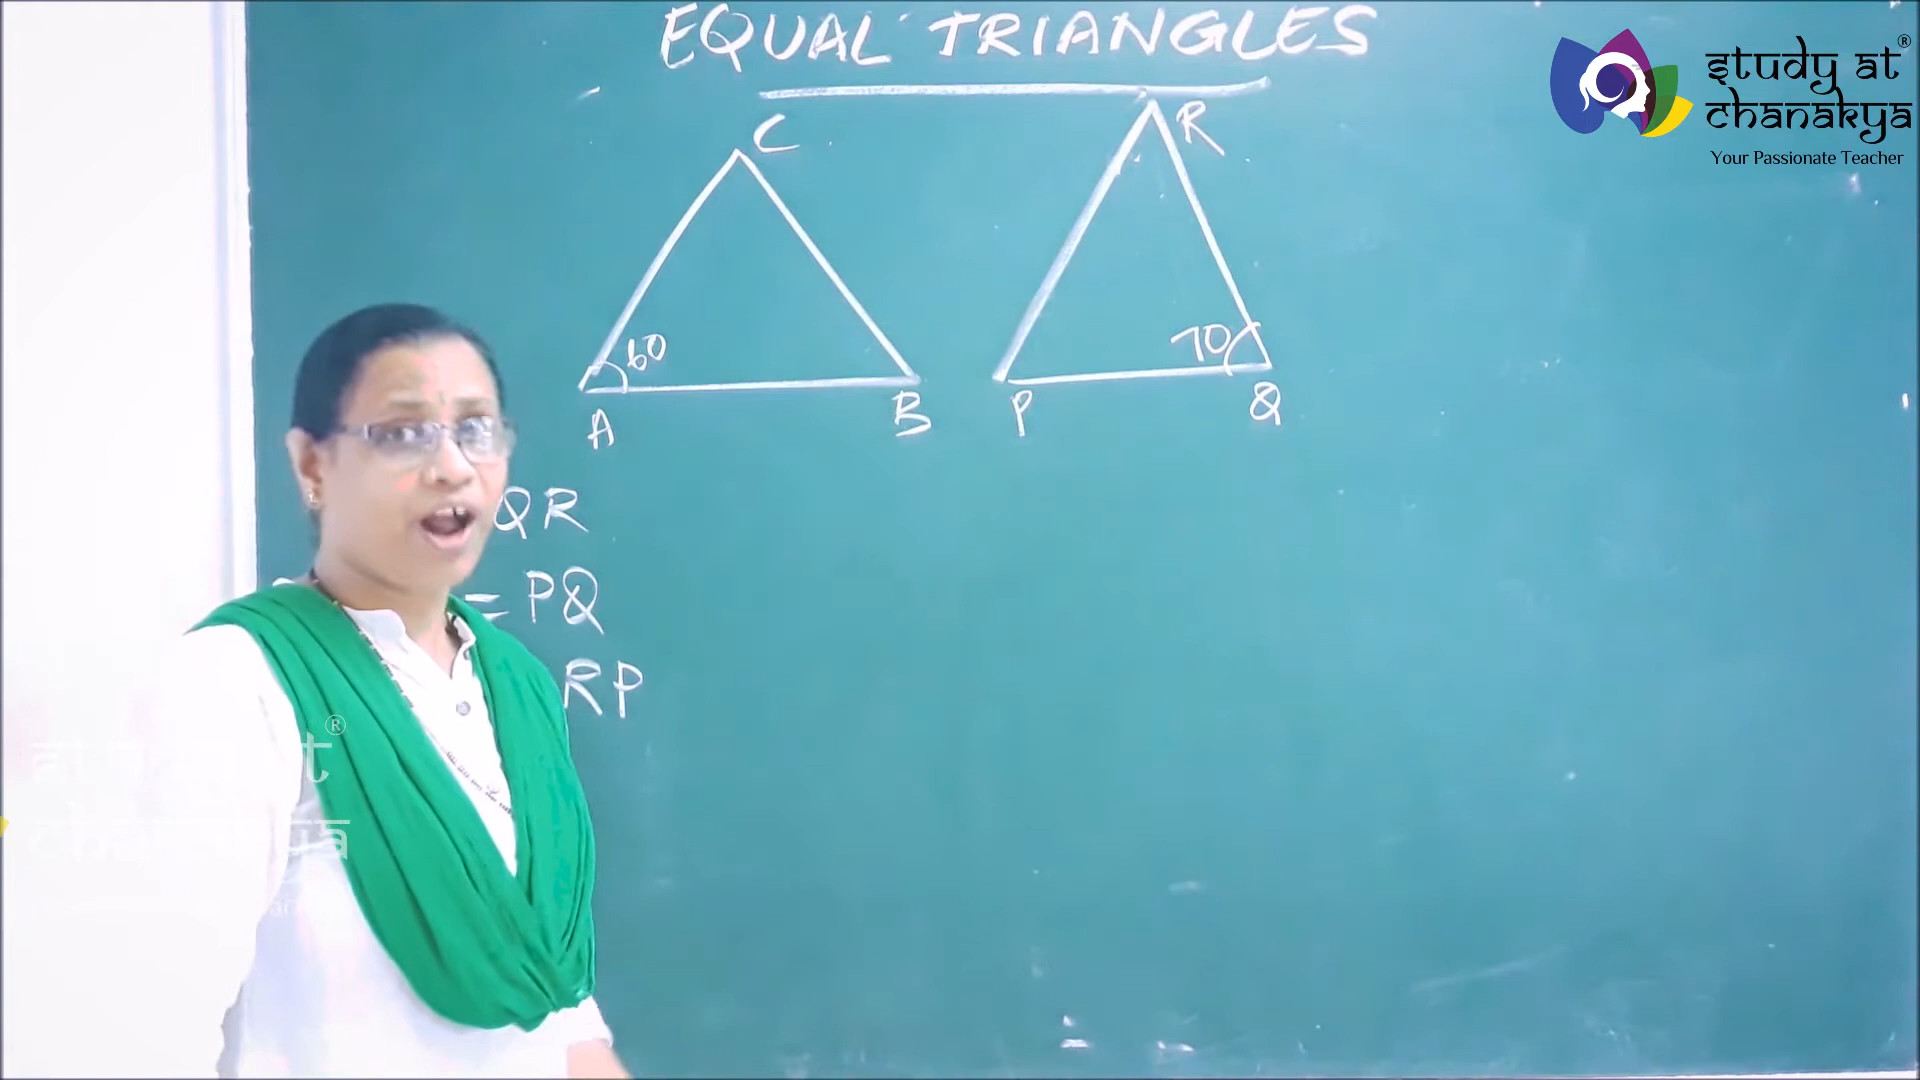 EQUAL TRIANGLES
study at ®
chanakya
Your Passionate Teacher
C
R
60
70
A
B
P
Q
QR
= PQ
RP
®